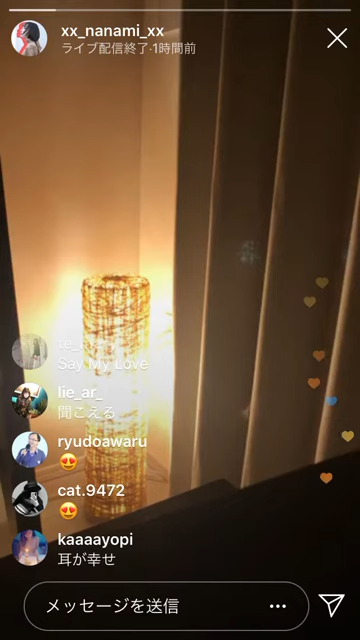 xx_nanami_xx
ライブ配信終了·1時間前
Say My Love
lie_ar_
聞こえる
ryudoawaru
😍
cat.9472
😍
kaaaayopi
耳が幸せ
メッセージを送信